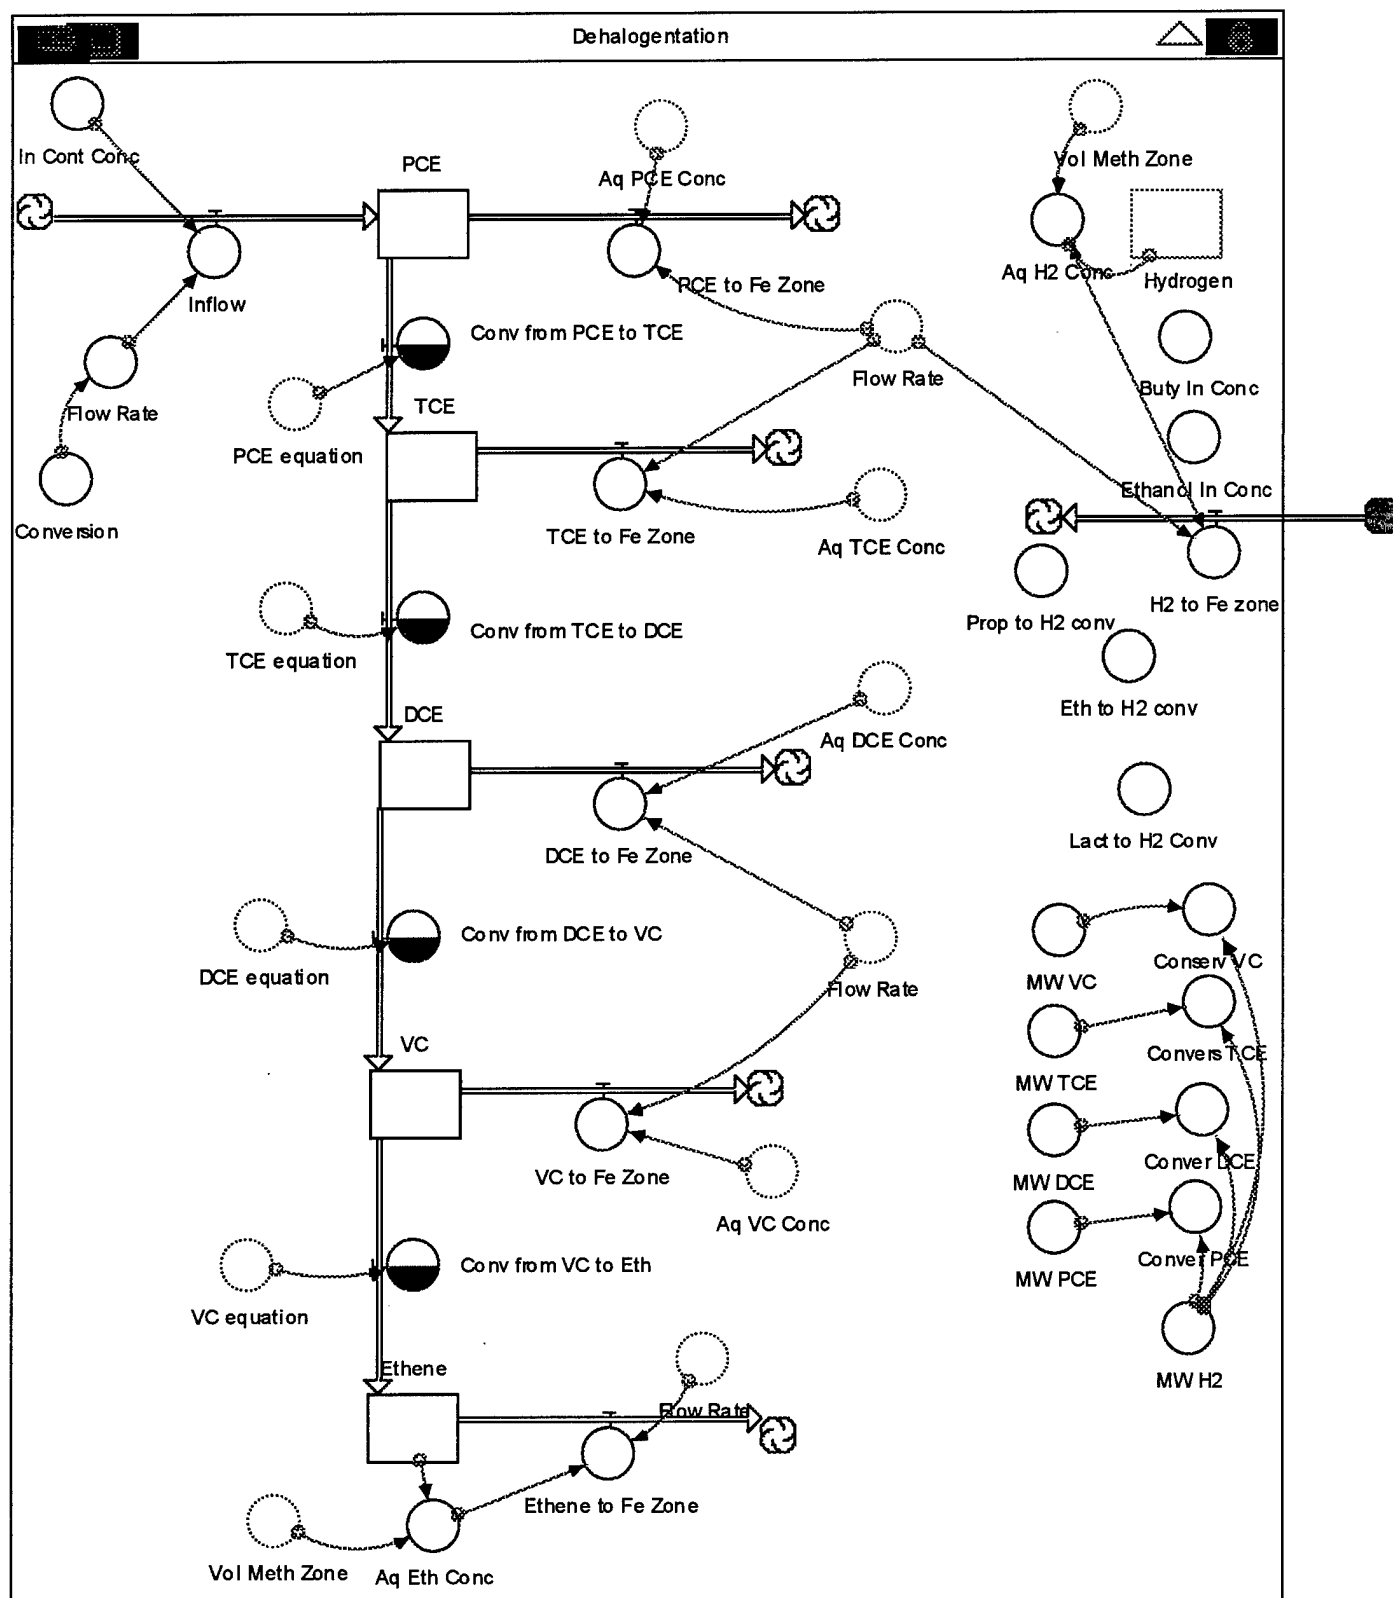 Dehalogentation
In Cont Conc
PCE
Aq PCE Conc
Vol Meth Zone
Inflow
PCE to Fe Zone
Aq H2 Conc
Hydrogen
Conv from PCE to TCE
Flow Rate
Buty In Conc
Flow Rate
TCE
PCE equation
Ethanol In Conc
Conversion
TCE to Fe Zone
Aq TCE Conc
H2 to Fe zone
Prop to H2 conv
TCE equation
Conv from TCE to DCE
Eth to H2 conv
DCE
Aq DCE Conc
DCE to Fe Zone
Lact to H2 Conv
DCE equation
Conv from DCE to VC
Flow Rate
MW VC
Conserv VC
VC
MW TCE
Convers TCE
VC to Fe Zone
MW DCE
Conver DCE
Aq VC Conc
MW PCE
Conver PCE
VC equation
Conv from VC to Eth
MW H2
Ethene
Flow Rate
Ethene to Fe Zone
Vol Meth Zone
Aq Eth Conc